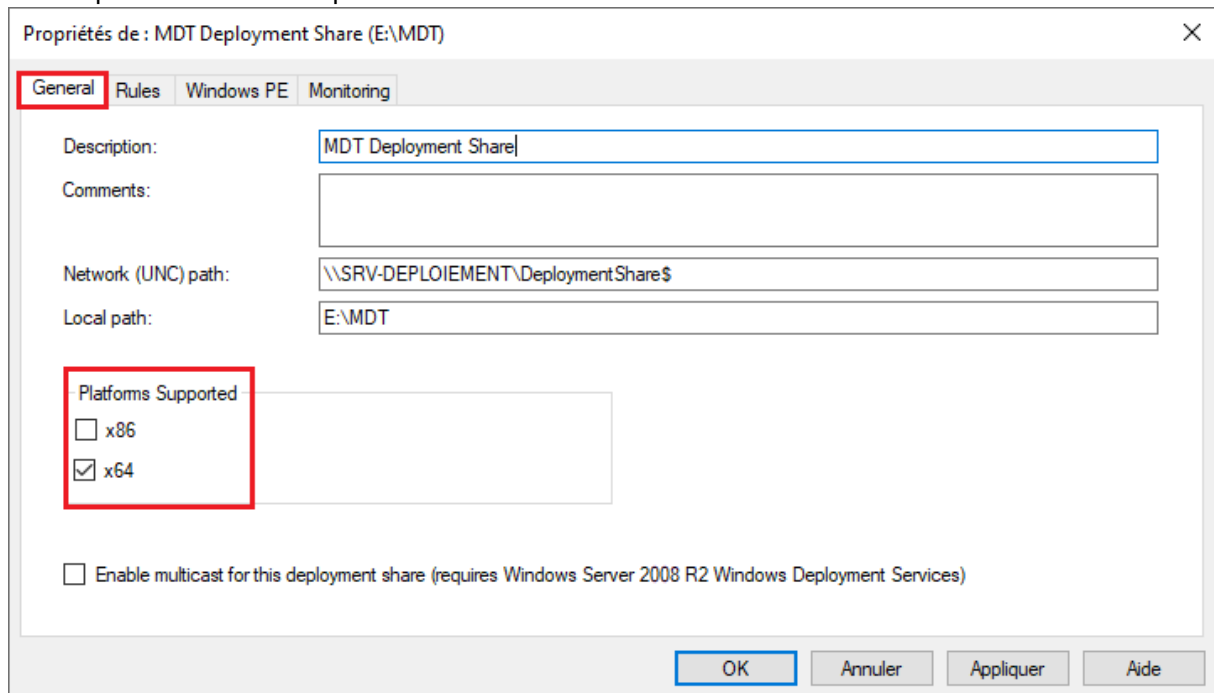 Propriétés de : MDT Deployment Share (E:\MDT)
General Rules Windows PE Monitoring
Description: MDT Deployment Share
Comments:
Network (UNC) path: \\SRV-DEPLOIEMENT\DeploymentShare$
Local path: E:\MDT
Platforms Supported
x86
x64
Enable multicast for this deployment share (requires Windows Server 2008 R2 Windows Deployment Services)
OK Annuler Appliquer Aide